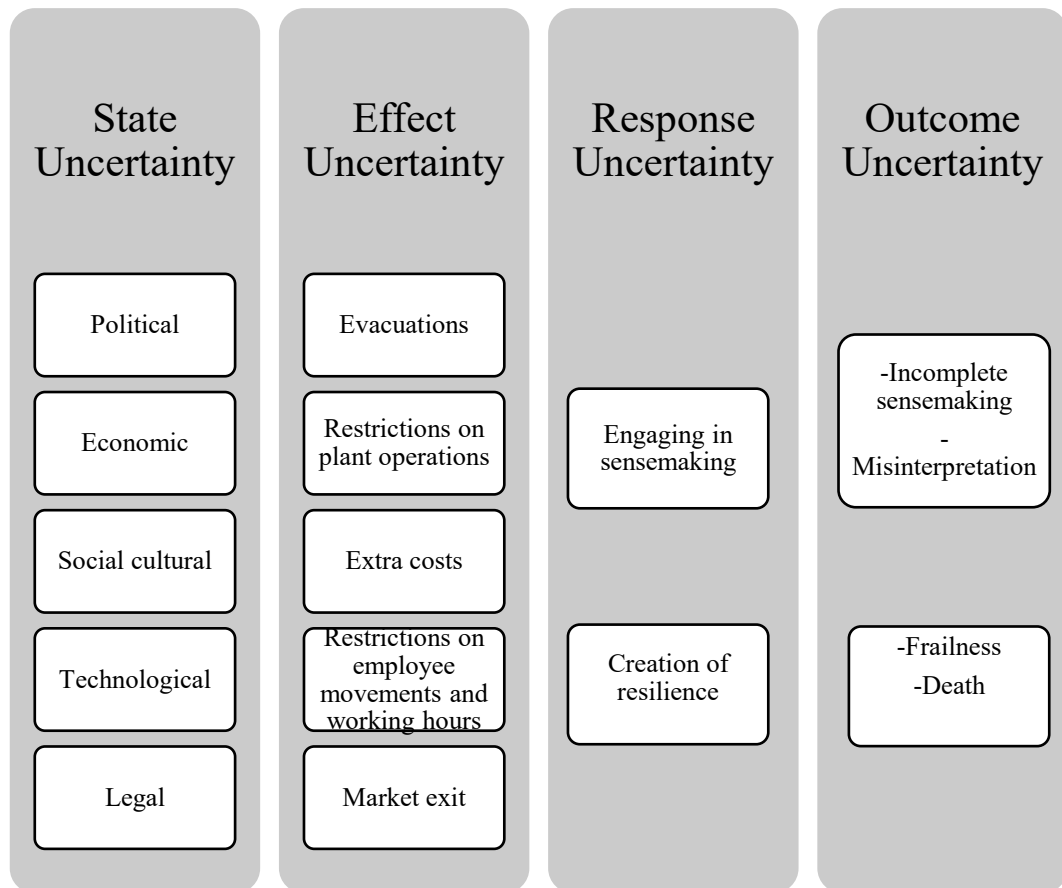 State
Uncertainty
Political
Economic
Social cultural
Technological
Legal
Effect
Uncertainty
Evacuations
Restrictions on
plant operations
Extra costs
Restrictions on
employee
movements and
working hours
Market exit
Response
Uncertainty
Engaging in
sensemaking
Creation of
resilience
Outcome
Uncertainty
-Incomplete
sensemaking
-
Misinterpretation
-Frailness
-Death